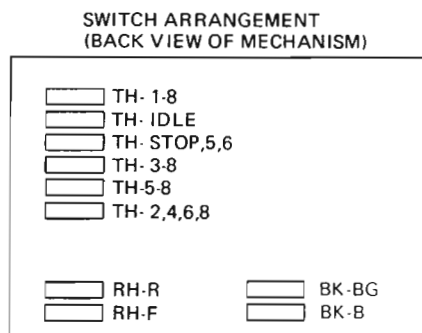 SWITCH ARRANGEMENT
(BACK VIEW OF MECHANISM)
TH- 1-8
TH- IDLE
TH- STOP,5,6
TH- 3-8
TH-5-8
TH- 2,4,6,8
RH-R BK-BG
RH-F BK-B